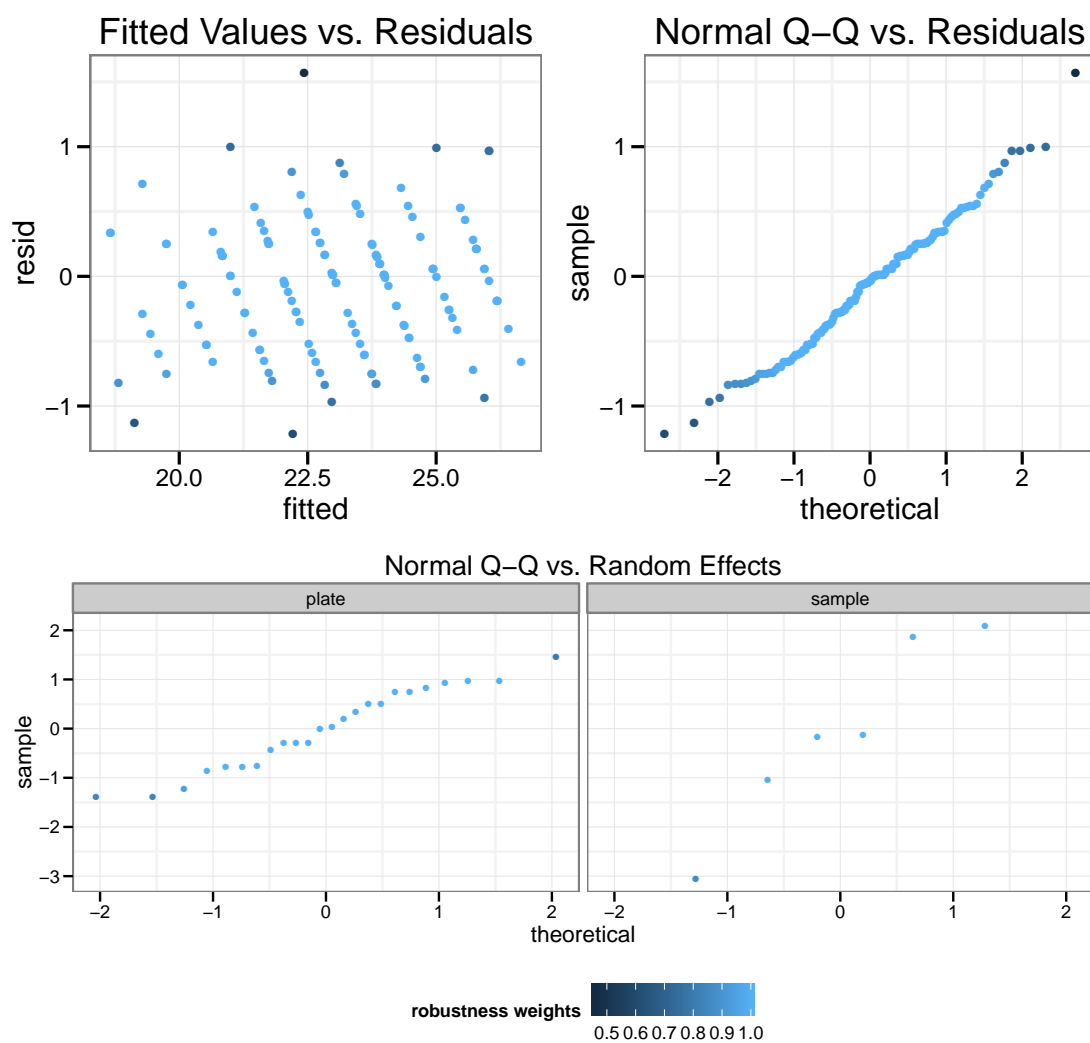 Fitted Values vs. Residuals
resid
1
0
−1
20.0 22.5 25.0
fitted
Normal Q−Q vs. Residuals
sample
1
0
−1
−2 −1 0 1 2
theoretical
Normal Q−Q vs. Random Effects
plate sample
sample
2
1
0
−1
−2
−3
−2 −1 0 1 2 −2 −1 0 1 2
theoretical
robustness weights
0.5 0.6 0.7 0.8 0.9 1.0